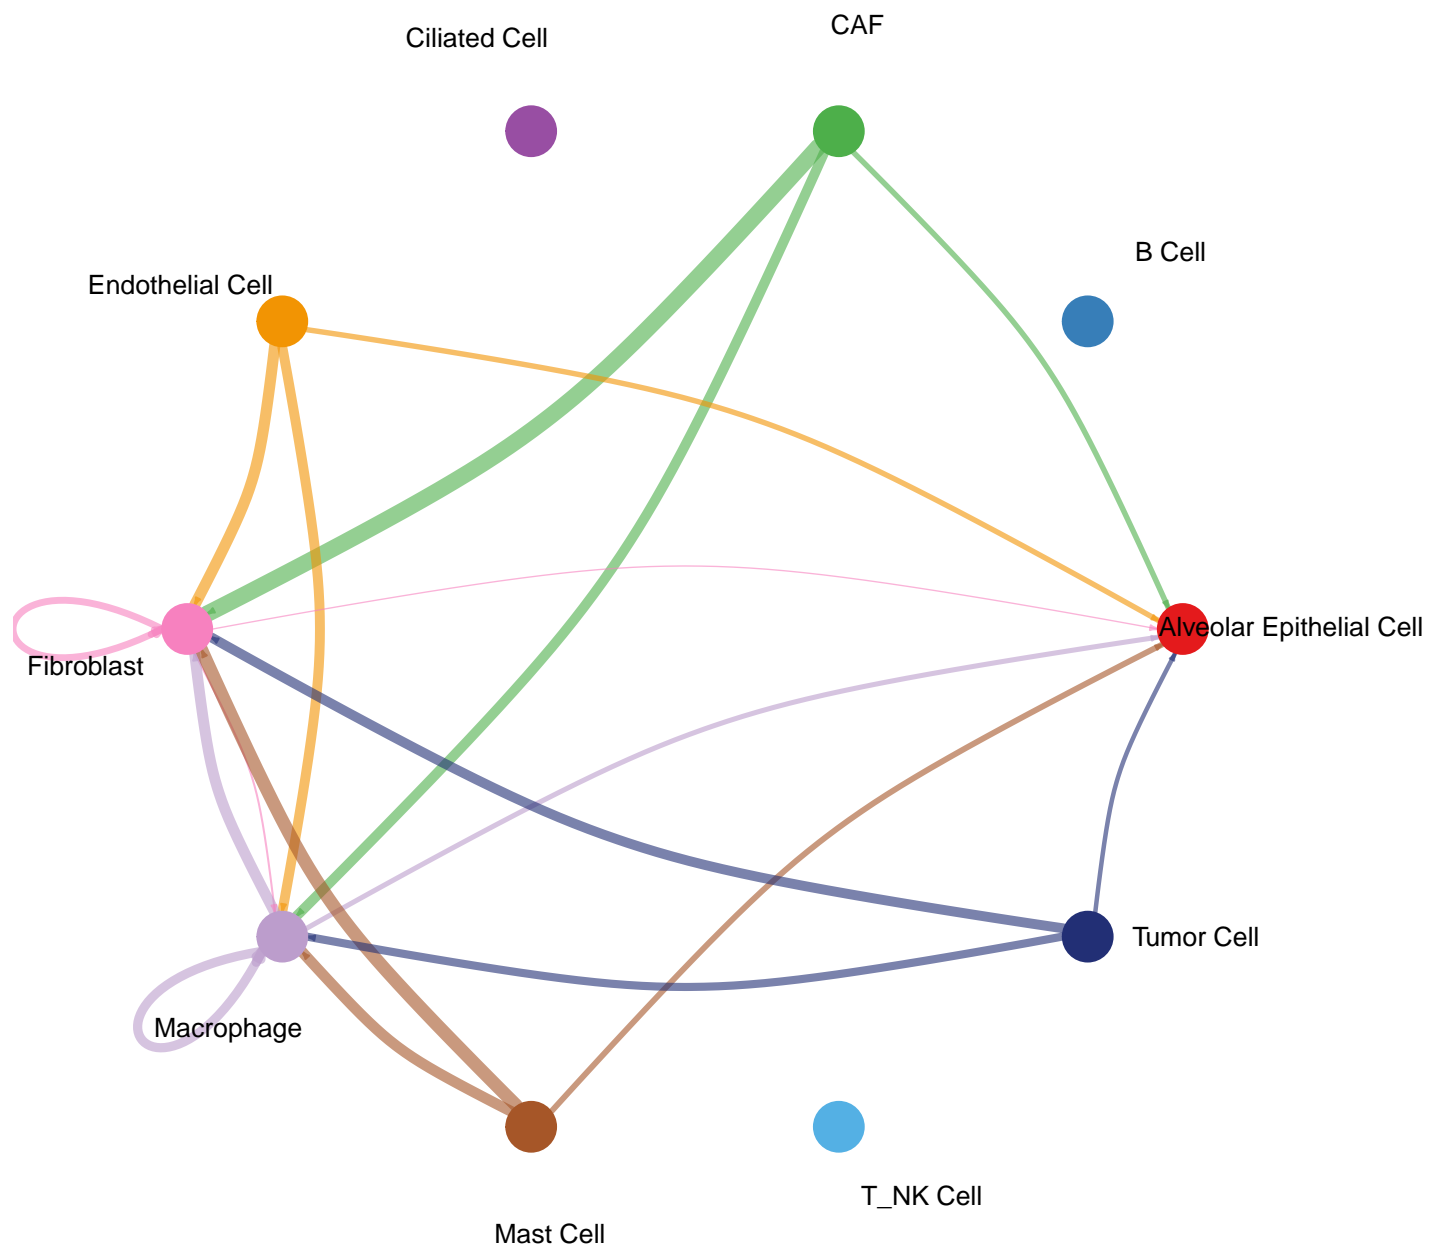 CAF
Ciliated Cell
B Cell
Endothelial Cell
Alveolar Epithelial Cell
Fibroblast
Tumor Cell
Macrophage
T_NK Cell
Mast Cell